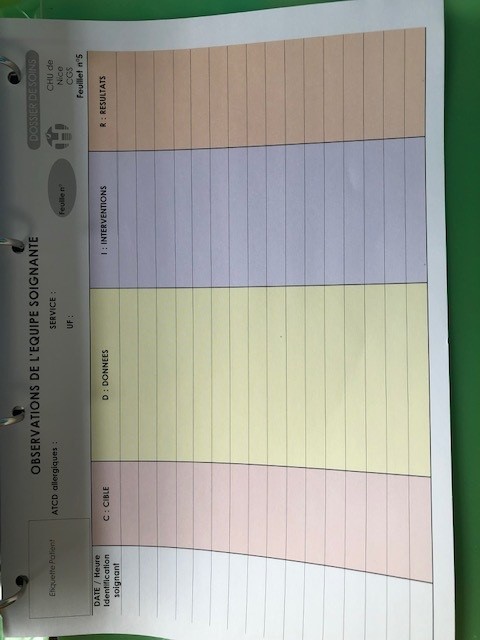 OBSERVATIONS DE L'EQUIPE SOIGNANTE
DOSSIER DE SOINS
Etiquette Patient
ATCD allergiques :
SERVICE :
UF :
Feuille n°
H
CHU de
Nice
CGS
Feuillet n°5
DATE / Heure
Identification
soignant
C : CIBLE
D : DONNEES
I : INTERVENTIONS
R : RESULTATS